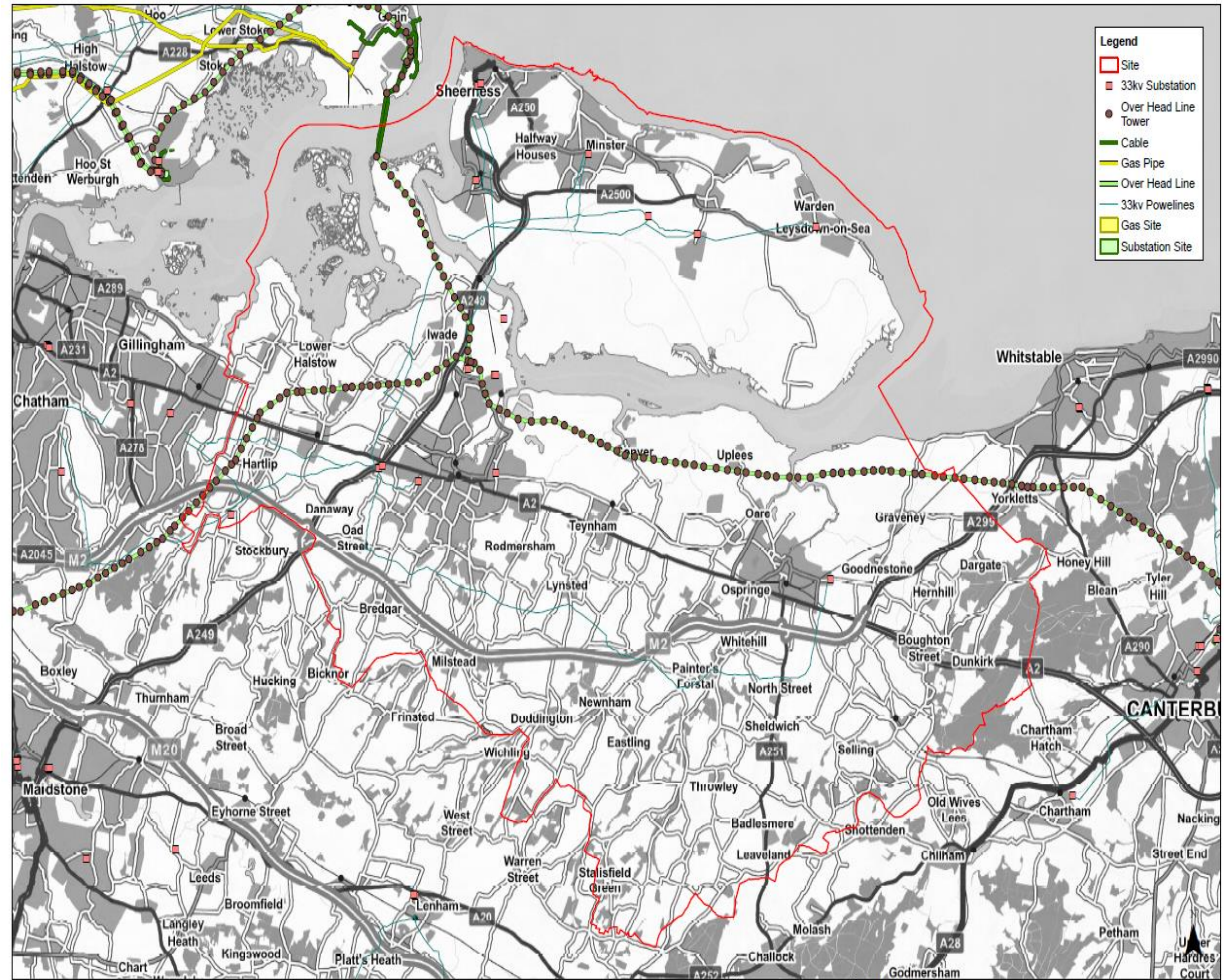 Hoo
Grain
Lower Stoke
High
Halstow
A228
Stoke
Legend
Site
33kv Substation
Over Head Line
Tower
Cable
Gas Pipe
Over Head Line
33kv Powelines
Gas Site
Substation Site
Sheerness
A250
Halfway
Houses
Minster
Hoo St
Werburgh
A2500
Warden
Leysdown-on-Sea
A289
A249
Iwade
A231
Gillingham
Lower
Halstow
A2
Whitstable
A2990
Chatham
A278
Hartlip
Uplees
Yorkletts
Danaway
A2
Oare
Graveney
A299
A2045
M2
Stockbury
Oad
Street
Teynham
Rodmersham
Goodnestone
Dargate
Honey Hill
Tyler
Hill
Lynsted
Ospringe
Hernhill
Blean
Bredgar
A249
M2
Whitehill
Boughton
Street
A290
Boxley
Milstead
Painter's
Forstal
Dunkirk
A2
Hucking
Bicknor
Thurnham
North Street
Newnham
Doddington
CANTERB
Broad
Street
Sheldwich
Chartham
Hatch
M20
Wichling
Eastling
A251
Selling
Maidstone
Throwley
Eyhorne Street
Old Wives
Lees
Chartham
West
Street
Badlesmere
Shottenden
Nacking
Leaveland
Chilham
Street End
Warren
Street
Stalisfield
Green
Leeds
Broomfield
Lenham
A20
Langley
Heath
Molash
Petham
Kingswood
Platt's Heath
Challock
A28
Chart
A252
Godmersham
Hardres
Court